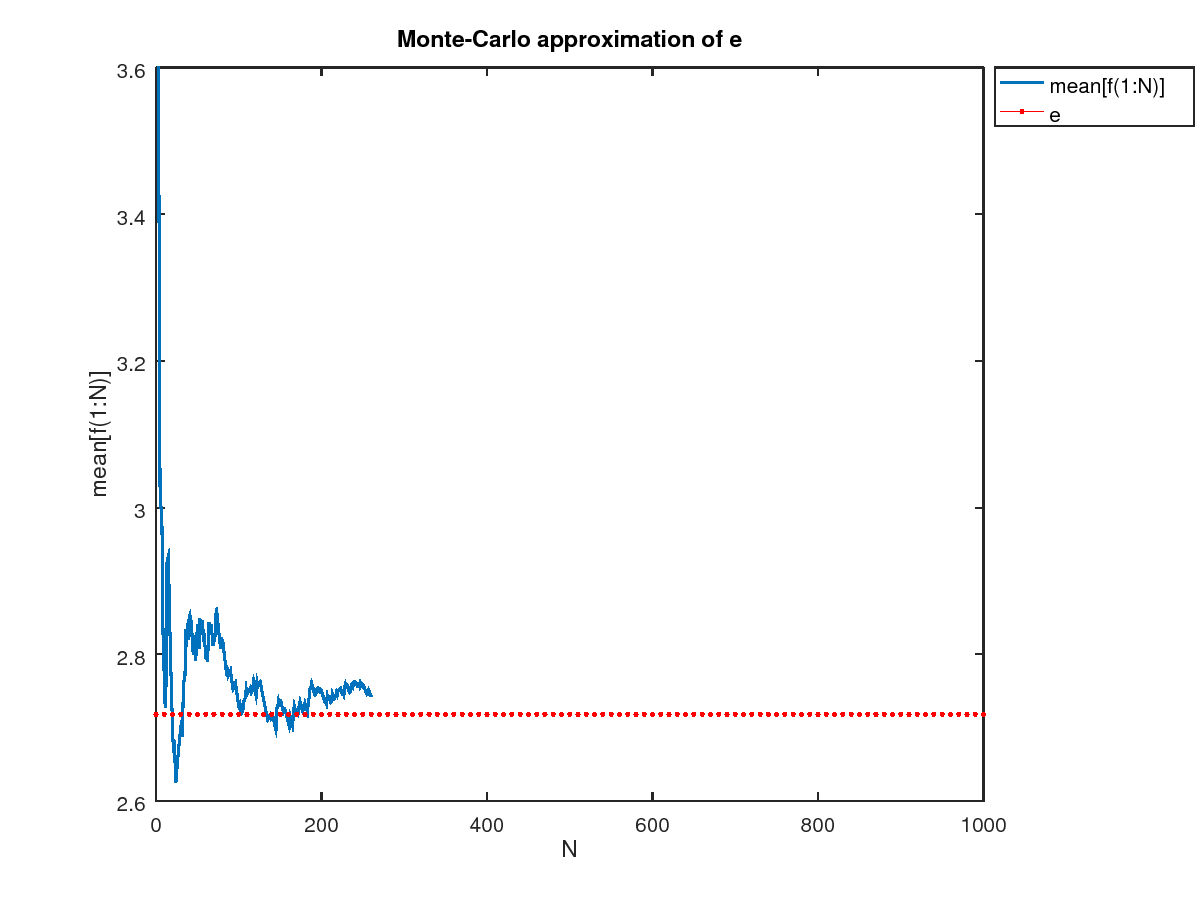 Monte-Carlo approximation of e
3.6
3.4
3.2
3
2.8
2.6
mean[f(1:N)]
0 200 400 600 800 1000
N
mean[f(1:N)]
e